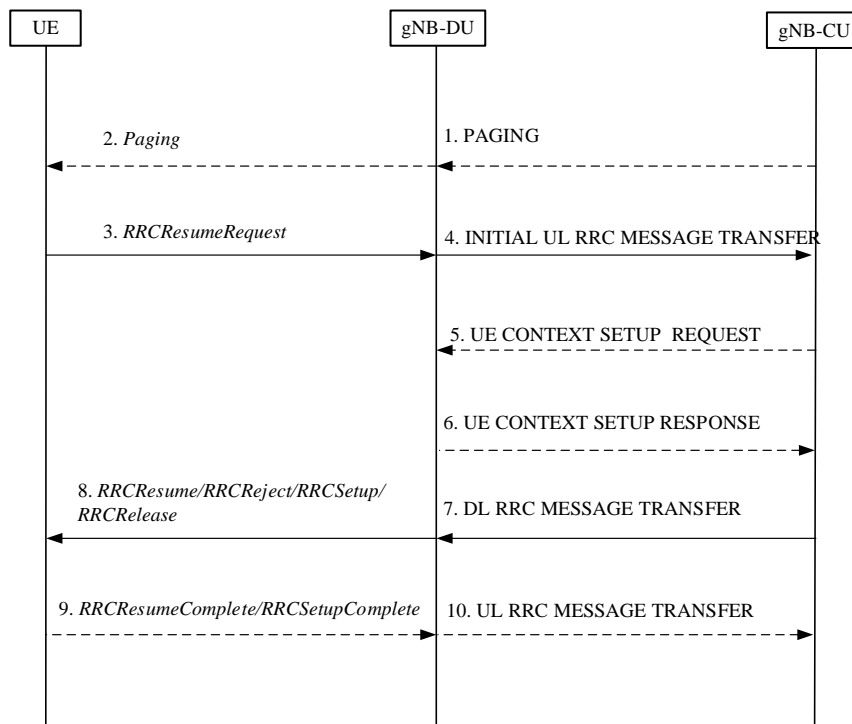 UE
gNB-DU
gNB-CU
2. Paging
1. PAGING
3. RRCResumeRequest
4. INITIAL UL RRC MESSAGE TRANSFER
5. UE CONTEXT SETUP REQUEST
6. UE CONTEXT SETUP RESPONSE
8. RRCResume/RRCReject/RRCSetup/
RRCRelease
7. DL RRC MESSAGE TRANSFER
9. RRCResumeComplete/RRCSetupComplete
10. UL RRC MESSAGE TRANSFER